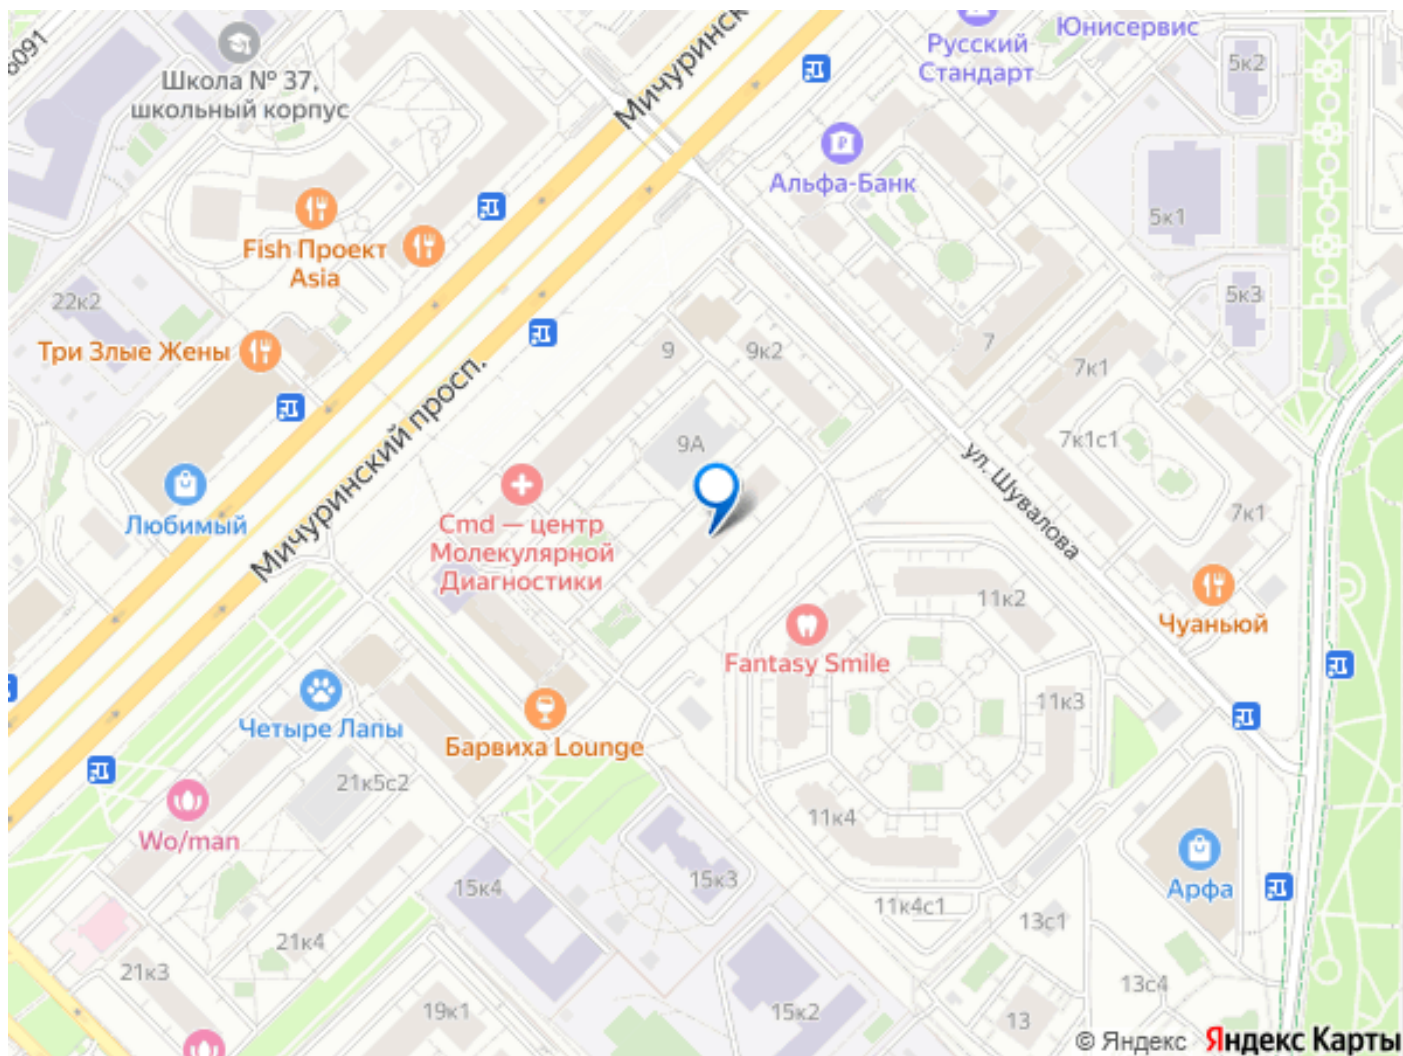 6091
Школа № 37,
школьный корпус
Мичуринск
Русский
Стандарт
Юнисервис
5к2
Альфа-Банк
5к1
Fish Проект
Asia
22к2
5к3
Три Злые Жены
9
9к2
7
7к1
Мичуринский просп.
9А
7к1с1
ул. Шувалова
7к1
Любимый
Cmd — центр
Молекулярной
Диагностики
11к2
Чуаньюй
Fantasy Smile
11к3
Четыре Лапы
Барвиха Lounge
21к5с2
11к4
Wo/man
15к4
15к3
Арфа
11к4с1
13с1
21к4
21к3
13с4
19к1
15к2
13
© Яндекс Яндекс Карты